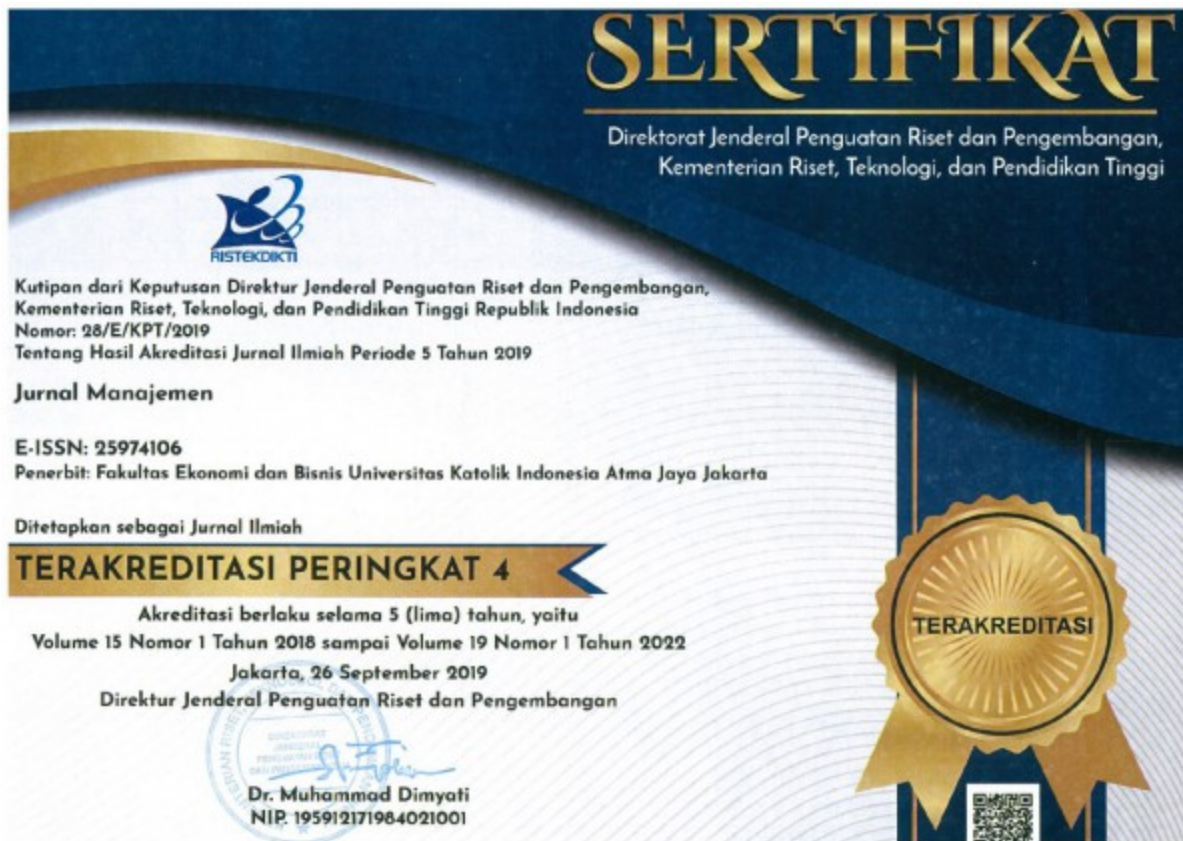 SERTIFIKAT
Direktorat Jenderal Penguatan Riset dan Pengembangan,
Kementerian Riset, Teknologi, dan Pendidikan Tinggi
RISTEKDIKTI
Kutipan dari Keputusan Direktur Jenderal Penguatan Riset dan Pengembangan,
Kementerian Riset, Teknologi, dan Pendidikan Tinggi Republik Indonesia
Nomor: 28/E/KPT/2019
Tentang Hasil Akreditasi Jurnal Ilmiah Periode 5 Tahun 2019
Jurnal Manajemen
E-ISSN: 25974106
Penerbit: Fakultas Ekonomi dan Bisnis Universitas Katolik Indonesia Atma Jaya Jakarta
Ditetapkan sebagai Jurnal Ilmiah
TERAKREDITASI PERINGKAT 4
TERAKREDITASI
Akreditasi berlaku selama 5 (lima) tahun, yaitu
Volume 15 Nomor 1 Tahun 2018 sampai Volume 19 Nomor 1 Tahun 2022
Jakarta, 26 September 2019
Direktur Jenderal Penguatan Riset dan Pengembangan
Dr. Muhammad Dimyati
NIP. 195912171984021001